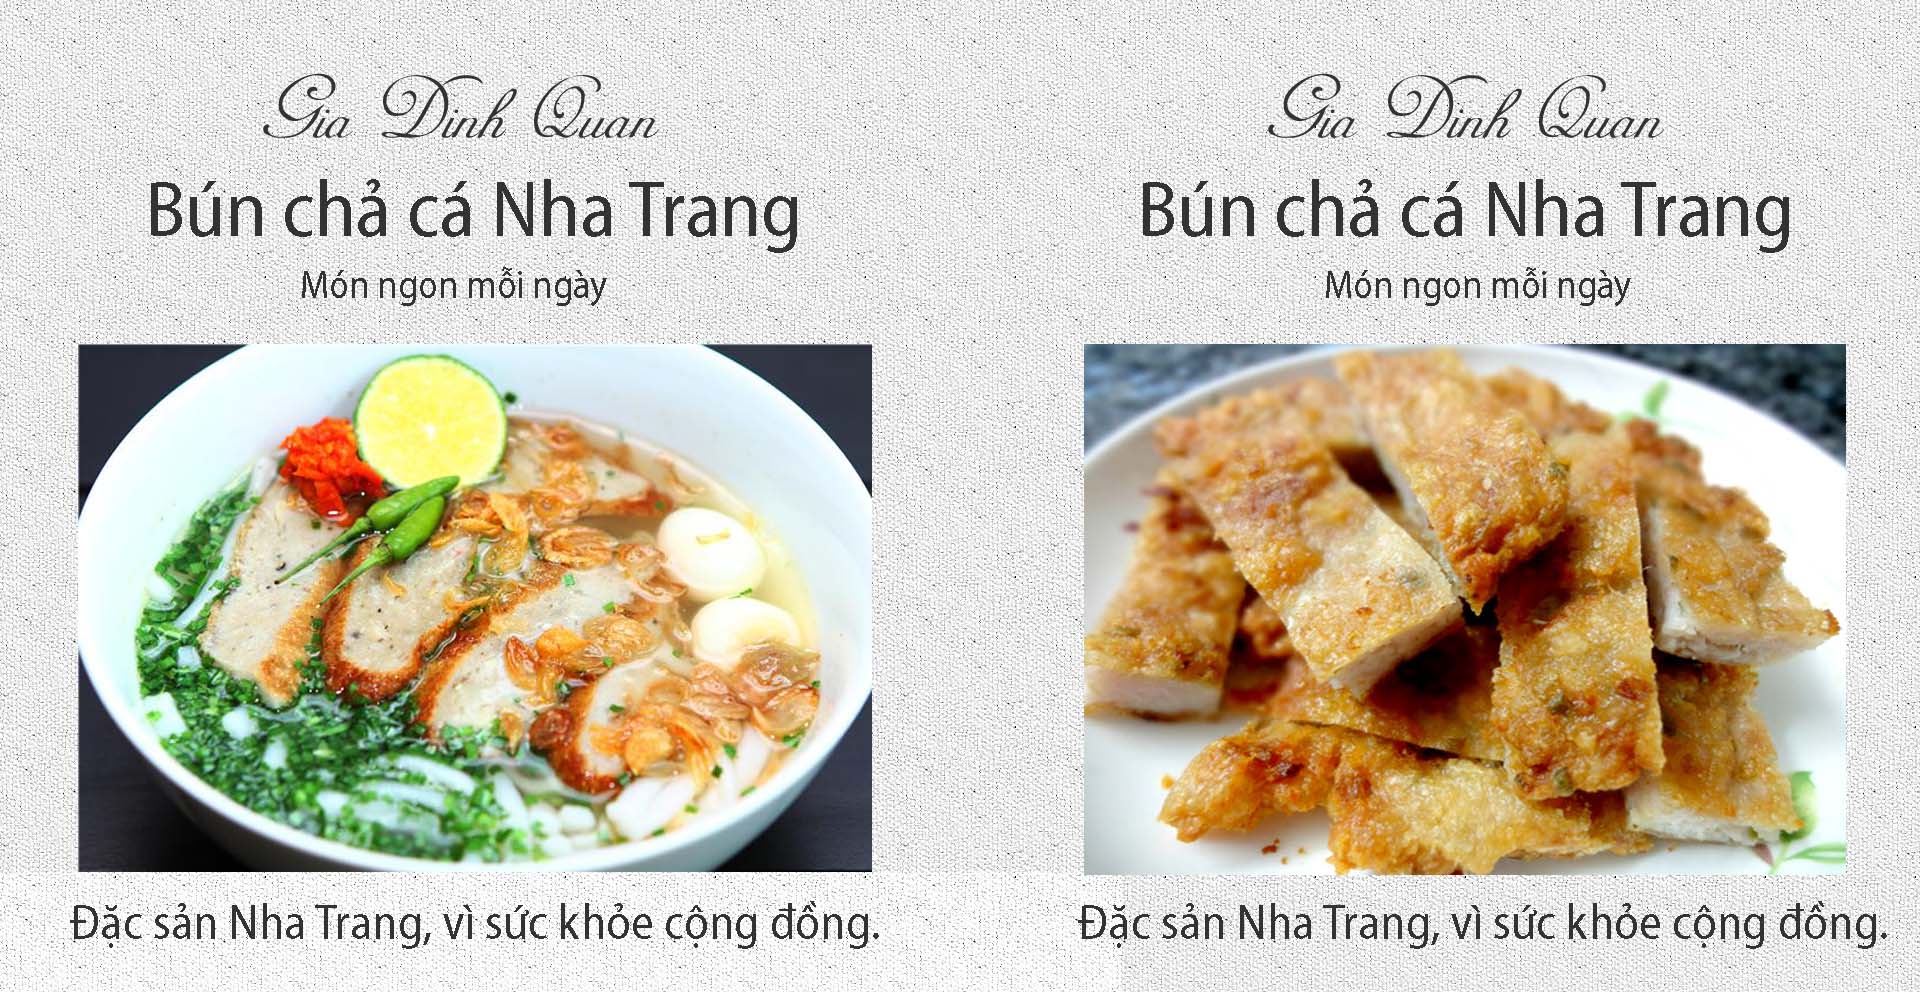 Gia Dinh Quan
Bún chả cá Nha Trang
Món ngon mỗi ngày
Đặc sản Nha Trang, vì sức khỏe cộng đồng.
Gia Dinh Quan
Bún chả cá Nha Trang
Món ngon mỗi ngày
Đặc sản Nha Trang, vì sức khỏe cộng đồng.